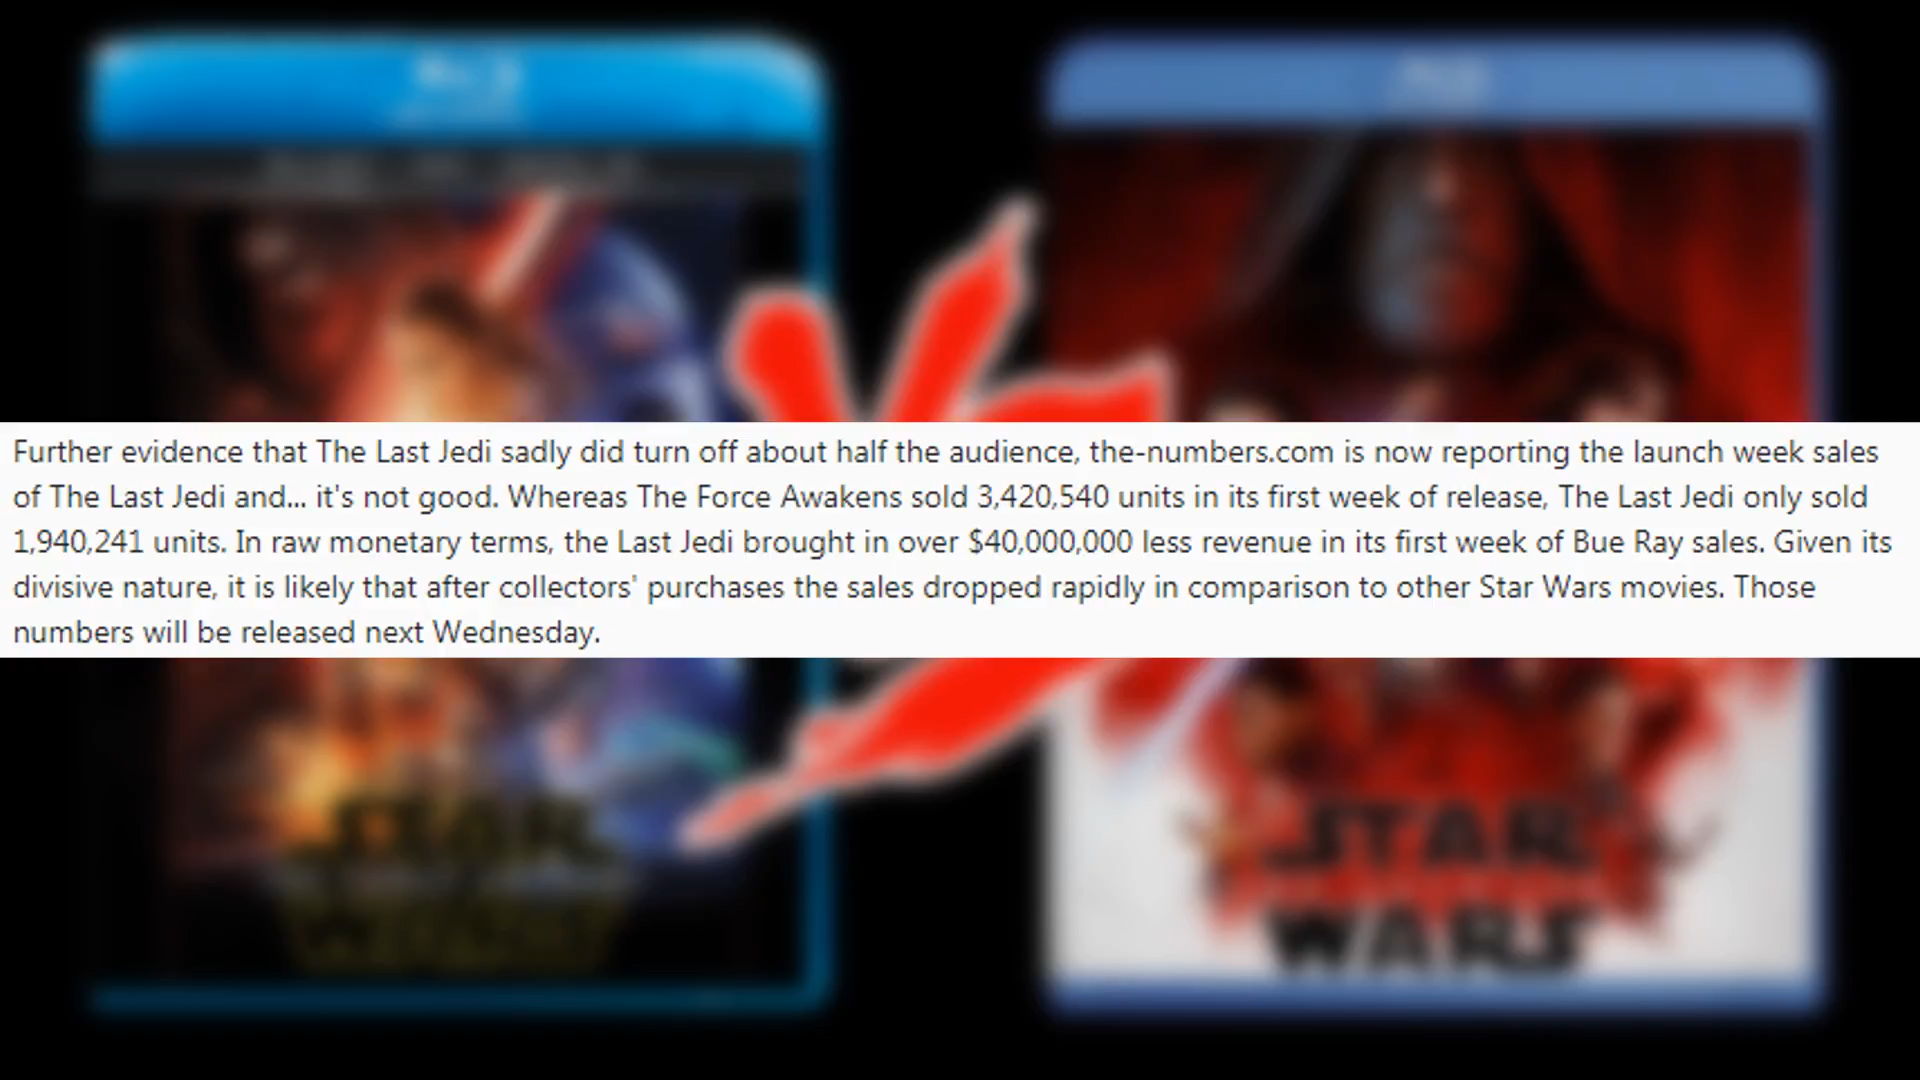 Further evidence that The Last Jedi sadly did turn off about half the audience, the-numbers.com is now reporting the launch week sales
of The Last Jedi and... it's not good. Whereas The Force Awakens sold 3,420,540 units in its first week of release, The Last Jedi only sold
1,940,241 units. In raw monetary terms, the Last Jedi brought in over $40,000,000 less revenue in its first week of Bue Ray sales. Given its
divisive nature, it is likely that after collectors' purchases the sales dropped rapidly in comparison to other Star Wars movies. Those
numbers will be released next Wednesday.
STAR
WARS